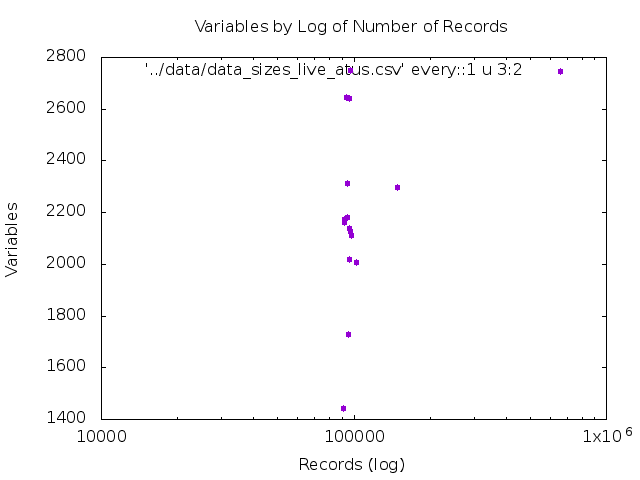 Variables by Log of Number of Records
2800
'../data/data_sizes_live_atus.csv' every::1 u 3:2
2600
2400
2200
2000
1800
1600
1400
Variables
10000
100000
1x10^6
Records (log)